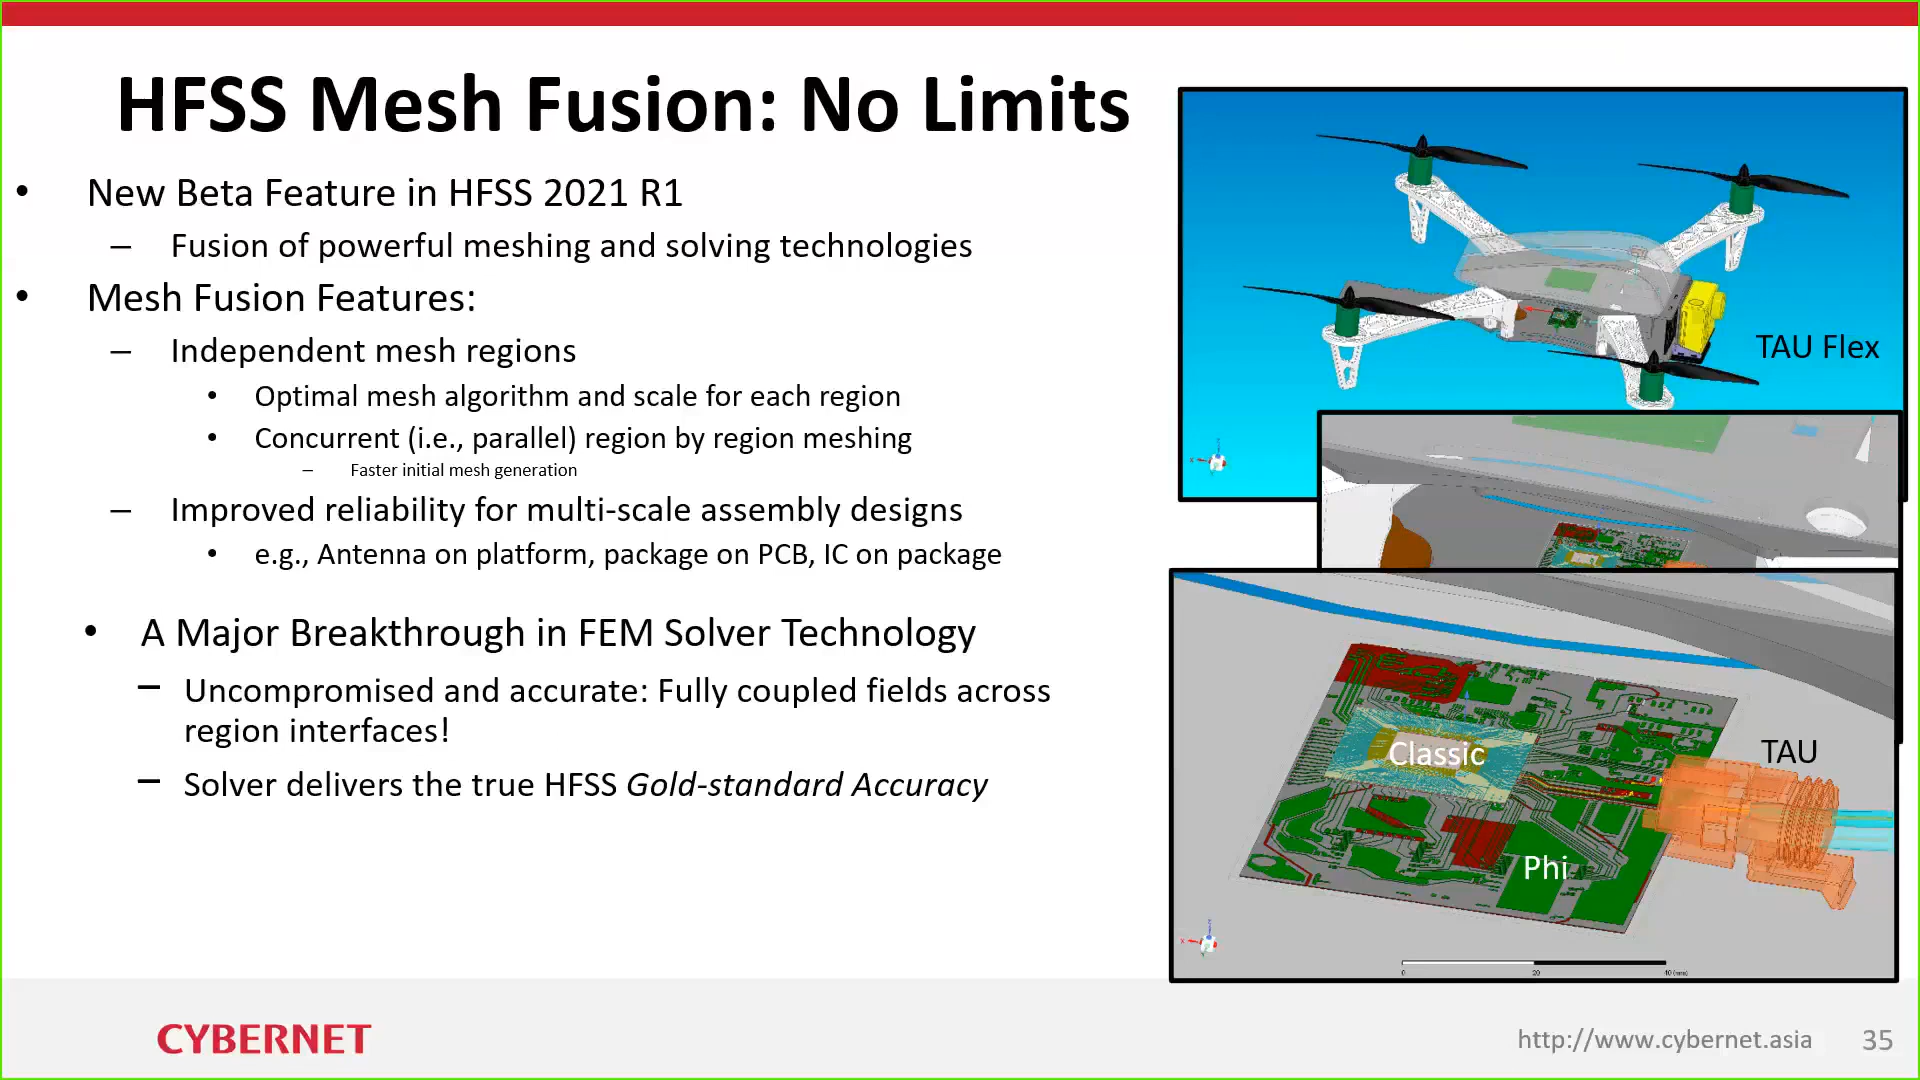 HFSS Mesh Fusion: No Limits
• New Beta Feature in HFSS 2021 R1
– Fusion of powerful meshing and solving technologies
• Mesh Fusion Features:
– Independent mesh regions
• Optimal mesh algorithm and scale for each region
• Concurrent (i.e., parallel) region by region meshing
– Faster initial mesh generation
– Improved reliability for multi-scale assembly designs
• e.g., Antenna on platform, package on PCB, IC on package
• A Major Breakthrough in FEM Solver Technology
– Uncompromised and accurate: Fully coupled fields across
region interfaces!
– Solver delivers the true HFSS Gold-standard Accuracy
TAU Flex
Classic
TAU
Phi
0 20 40 (mm)
CYBERNET
http://www.cybernet.asia
35